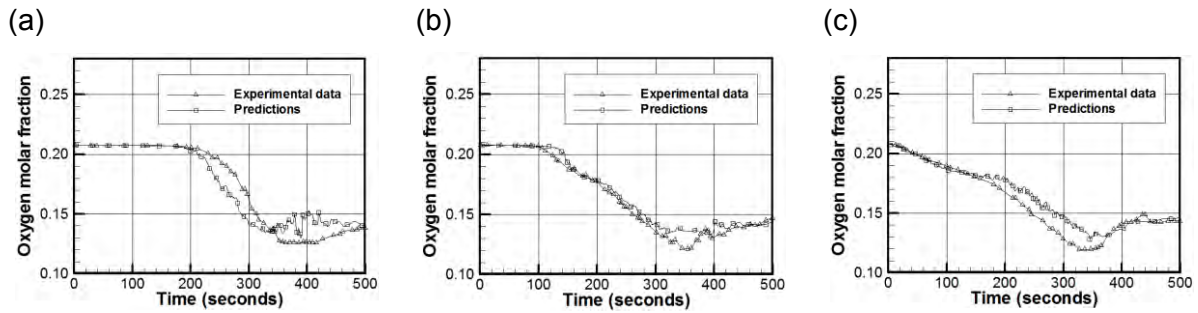 (a) (b) (c)
Oxygen molar fraction
0.25
0.20
0.15
0.10
Experimental data
Predictions
0 100 200 300 400 500
Time (seconds)
Oxygen molar fraction
0.25
0.20
0.15
0.10
Experimental data
Predictions
0 100 200 300 400 500
Time (seconds)
Oxygen molar fraction
0.25
0.20
0.15
0.10
Experimental data
Predictions
0 100 200 300 400 500
Time (seconds)